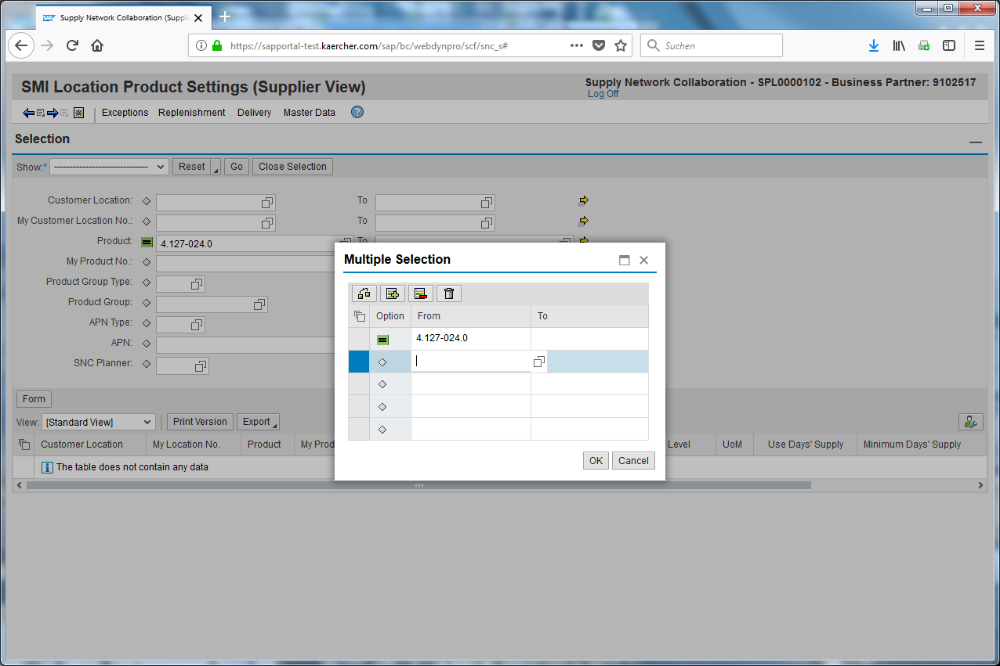 Supply Network Collaboration (Suppli
https://sapportal-test.kaercher.com/sap/bc/webdynpro/scf/snc_s#
Suchen
SMI Location Product Settings (Supplier View)
Supply Network Collaboration - SPL0000102 - Business Partner: 9102517
Log Off
Exceptions Replenishment Delivery Master Data ?
Selection
Show:* ------------------------------ Reset Go Close Selection
Customer Location: To
My Customer Location No.: To
Product: 4.127-024.0 To
My Product No.:
Product Group Type:
Product Group:
APN Type:
APN:
SNC Planner:
Multiple Selection
Option From To
4.127-024.0
OK Cancel
Form
View: [Standard View] Print Version Export
Customer Location My Location No. Product My Prod Level UoM Use Days' Supply Minimum Days' Supply
The table does not contain any data